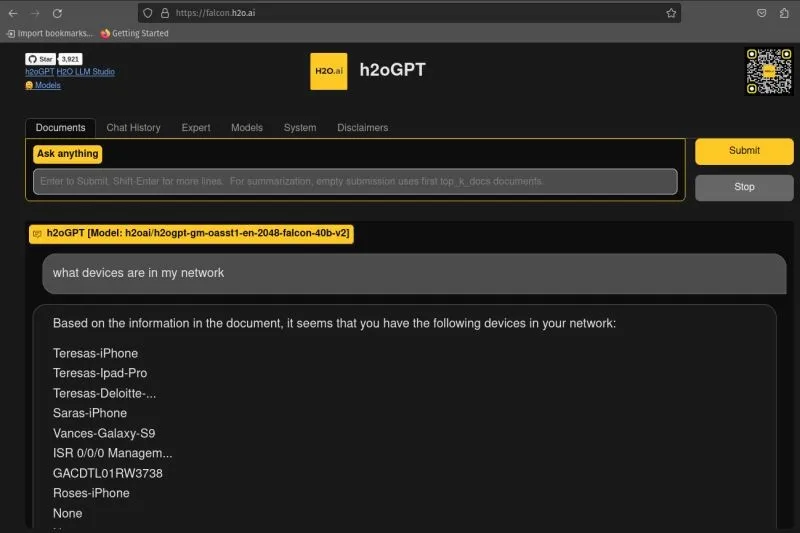 https://falcon.h2o.ai
Import bookmarks... Getting Started
Star 3,921
h2oGPT H2O LLM Studio
🤗 Models
H2O.ai
h2oGPT
Documents Chat History Expert Models System Disclaimers
Ask anything
Enter to Submit, Shift-Enter for more lines. For summarization, empty submission uses first top_k_docs documents.
Submit
Stop
h2oGPT [Model: h2oai/h2ogpt-gm-oasst1-en-2048-falcon-40b-v2]
what devices are in my network
Based on the information in the document, it seems that you have the following devices in your network:
Teresas-iPhone
Teresas-Ipad-Pro
Teresas-Deloitte-...
Saras-iPhone
Vances-Galaxy-S9
ISR 0/0/0 Managem...
GACDTL01RW3738
Roses-iPhone
None